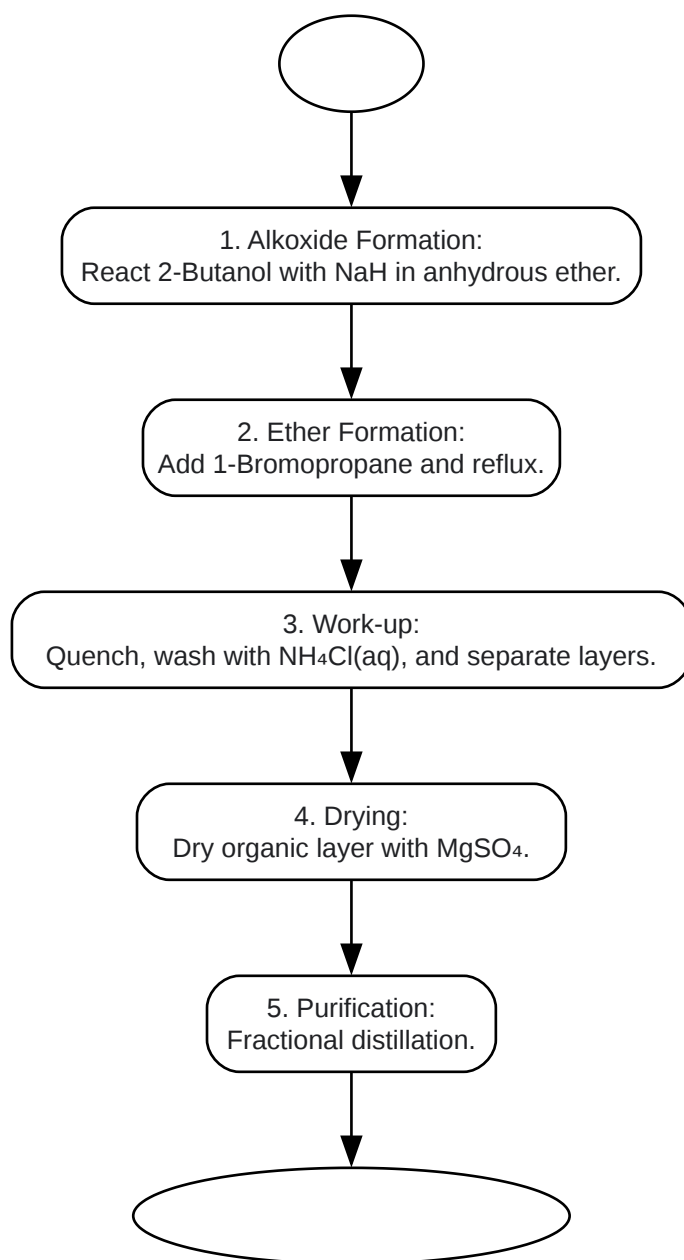 1. Alkoxide Formation:
React 2-Butanol with NaH in anhydrous ether.
2. Ether Formation:
Add 1-Bromopropane and reflux.
3. Work-up:
Quench, wash with NH₄Cl(aq), and separate layers.
4. Drying:
Dry organic layer with MgSO₄.
5. Purification:
Fractional distillation.